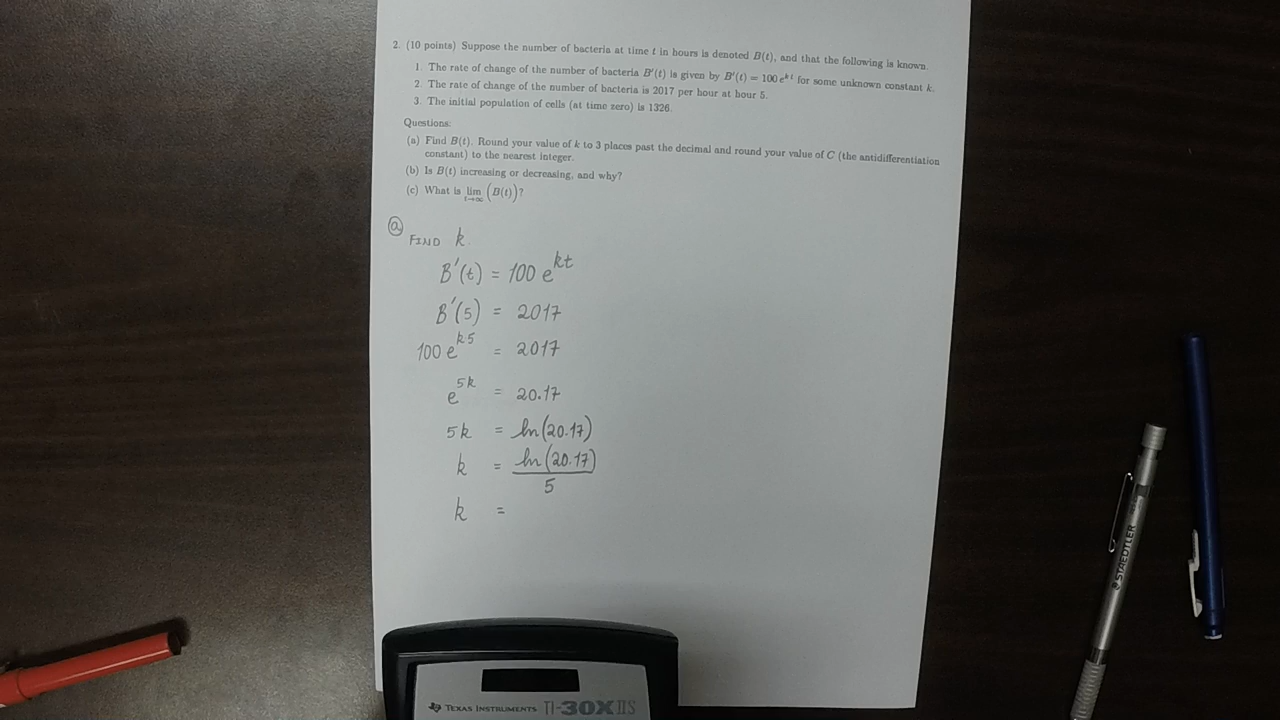 2. (10 points) Suppose the number of bacteria at time t in hours is denoted B(t), and that the following is known.
1. The rate of change of the number of bacteria B′(t) is given by B′(t) = 100 e^{kt} for some unknown constant k.
2. The rate of change of the number of bacteria is 2017 per hour at hour 5.
3. The initial population of cells (at time zero) is 1326.
Questions:
(a) Find B(t). Round your value of k to 3 places past the decimal and round your value of C (the antidifferentiation
constant) to the nearest integer.
(b) Is B(t) increasing or decreasing, and why?
(c) What is lim_{t→∞} (B(t))?
ⓐ FIND k.
B′(t) = 100 e^{kt}
B′(5) = 2017
100 e^{k5} = 2017
e^{5k} = 20.17
5k = ln(20.17)
k = ln(20.17)/5
k =
TEXAS INSTRUMENTS TI-30X IIS
STAEDTLER